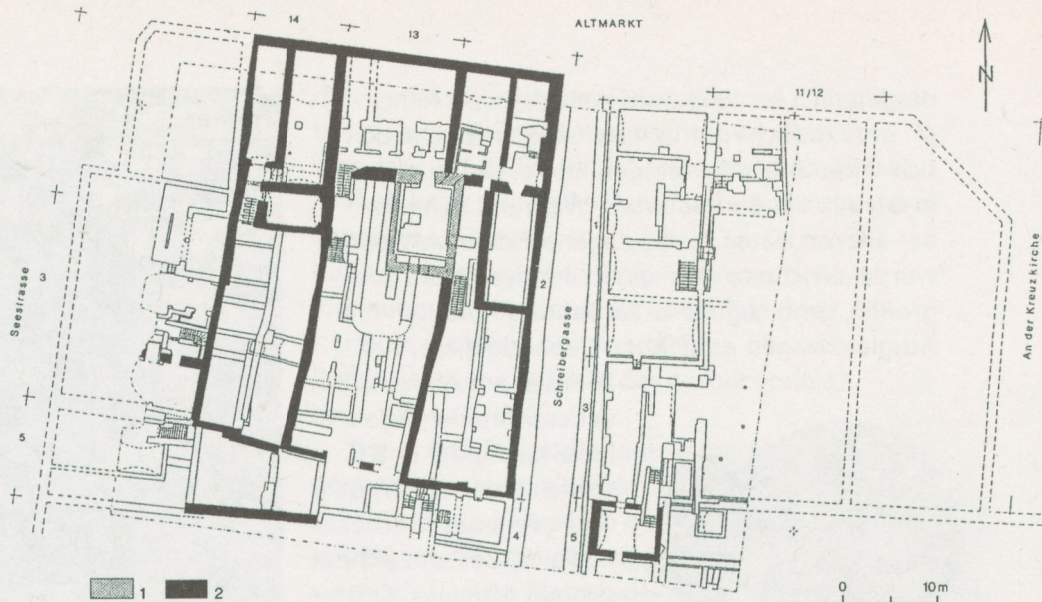 ALTMARKT
14
13
11/12
N
3
Seestrasse
2
Schreibergasse
An der Kreuzkirche
3
5
4
5
1
2
0 10m